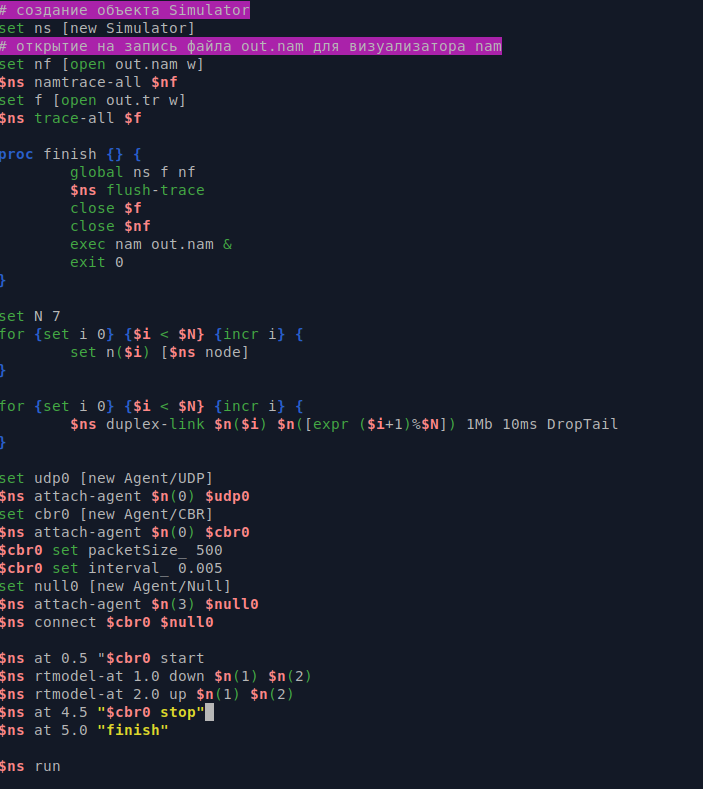 # создание объекта Simulator
set ns [new Simulator]
# открытие на запись файла out.nam для визуализатора nam
set nf [open out.nam w]
$ns namtrace-all $nf
set f [open out.tr w]
$ns trace-all $f

proc finish {} {
        global ns f nf
        $ns flush-trace
        close $f
        close $nf
        exec nam out.nam &
        exit 0
}

set N 7
for {set i 0} {$i < $N} {incr i} {
        set n($i) [$ns node]
}

for {set i 0} {$i < $N} {incr i} {
        $ns duplex-link $n($i) $n([expr ($i+1)%$N]) 1Mb 10ms DropTail
}

set udp0 [new Agent/UDP]
$ns attach-agent $n(0) $udp0
set cbr0 [new Agent/CBR]
$ns attach-agent $n(0) $cbr0
$cbr0 set packetSize_ 500
$cbr0 set interval_ 0.005
set null0 [new Agent/Null]
$ns attach-agent $n(3) $null0
$ns connect $cbr0 $null0

$ns at 0.5 "$cbr0 start
$ns rtmodel-at 1.0 down $n(1) $n(2)
$ns rtmodel-at 2.0 up $n(1) $n(2)
$ns at 4.5 "$cbr0 stop"
$ns at 5.0 "finish"

$ns run